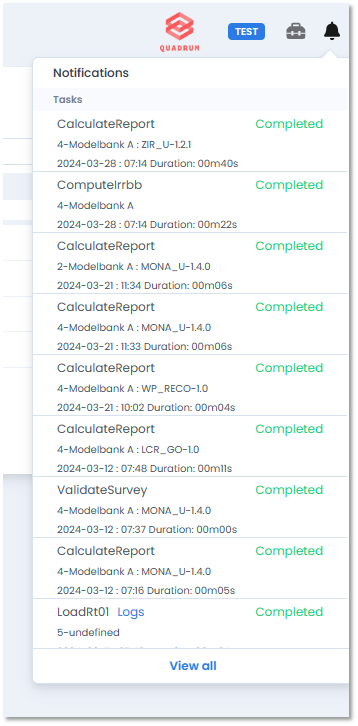 QUADRUM
TEST
Notifications
Tasks
CalculateReport Completed
4-Modelbank A : ZIR_U-1.2.1
2024-03-28 : 07:14 Duration: 00m40s
ComputeIrrbb Completed
4-Modelbank A
2024-03-28 : 07:14 Duration: 00m22s
CalculateReport Completed
2-Modelbank A : MONA_U-1.4.0
2024-03-21 : 11:34 Duration: 00m06s
CalculateReport Completed
4-Modelbank A : MONA_U-1.4.0
2024-03-21 : 11:33 Duration: 00m06s
CalculateReport Completed
4-Modelbank A : WP_RECO-1.0
2024-03-21 : 10:02 Duration: 00m04s
CalculateReport Completed
4-Modelbank A : LCR_GO-1.0
2024-03-12 : 07:48 Duration: 00m11s
ValidateSurvey Completed
4-Modelbank A : MONA_U-1.4.0
2024-03-12 : 07:37 Duration: 00m00s
CalculateReport Completed
4-Modelbank A : MONA_U-1.4.0
2024-03-12 : 07:16 Duration: 00m05s
LoadRt01 Logs Completed
5-undefined
View all